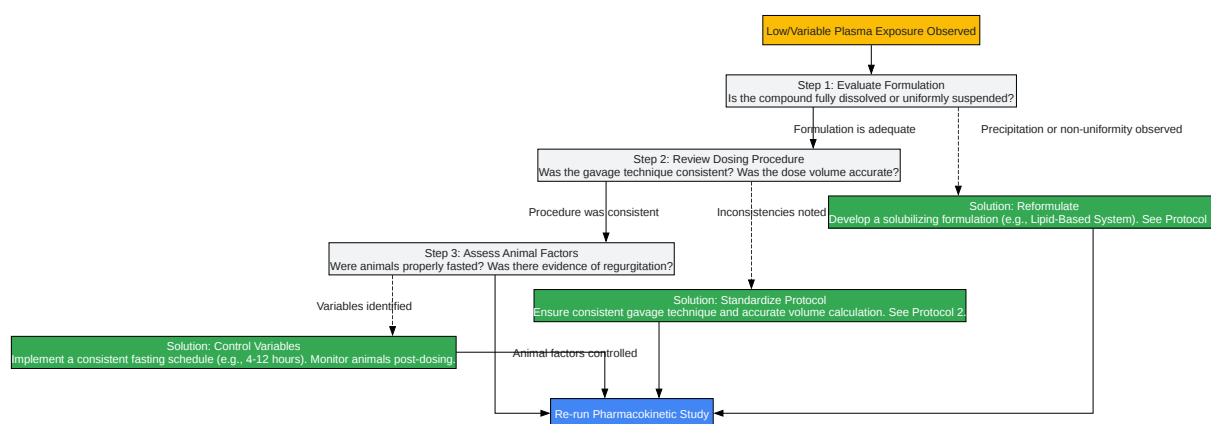 Low/Variable Plasma Exposure Observed
Step 1: Evaluate Formulation
Is the compound fully dissolved or uniformly suspended?
Formulation is adequate
Precipitation or non-uniformity observed
Step 2: Review Dosing Procedure
Was the gavage technique consistent? Was the dose volume accurate?
Solution: Reformulate
Develop a solubilizing formulation (e.g., Lipid-Based System). See Protocol
Procedure was consistent
Inconsistencies noted
Step 3: Assess Animal Factors
Were animals properly fasted? Was there evidence of regurgitation?
Solution: Standardize Protocol
Ensure consistent gavage technique and accurate volume calculation. See Protocol 2.
Variables identified
Solution: Control Variables
Implement a consistent fasting schedule (e.g., 4-12 hours). Monitor animals post-dosing.
Animal factors controlled
Re-run Pharmacokinetic Study